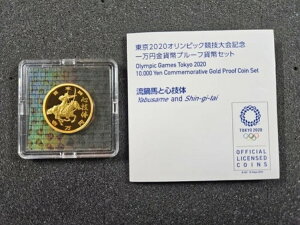 東京2020オリンピック競技大会記念
一万円金貨幣プルーフ貨幣セット
Olympic Games Tokyo 2020
10,000 Yen Commemorative Gold Proof Coin Set
流鏑馬と心技体
Yabusame and Shin-gi-tai
TOKYO 2020
OFFICIAL
LICENSED
COINS